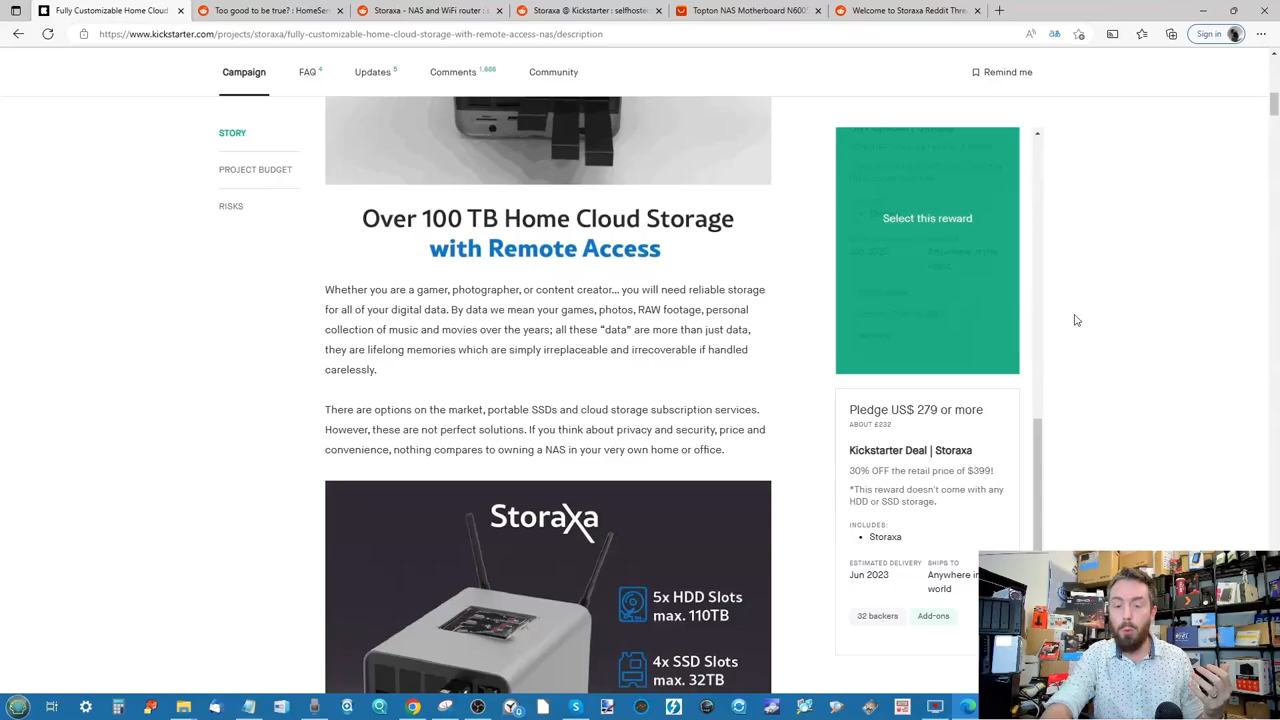 Fully Customizable Home Cloud
Too good to be true? : HomeServ
Storaxa - NAS and WiFi router : s
Storaxa @ Kickstarter : selfhoste
Topton NAS Motherboard N6005
Welcome to Storaxa Reddit Thre
https://www.kickstarter.com/projects/storaxa/fully-customizable-home-cloud-storage-with-remote-access-nas/description
Sign in
Campaign
FAQ 4
Updates 5
Comments 1,686
Community
Remind me
STORY
PROJECT BUDGET
RISKS
Over 100 TB Home Cloud Storage
with Remote Access
Whether you are a gamer, photographer, or content creator... you will need reliable storage
for all of your digital data. By data we mean your games, photos, RAW footage, personal
collection of music and movies over the years; all these “data” are more than just data,
they are lifelong memories which are simply irreplaceable and irrecoverable if handled
carelessly.
There are options on the market, portable SSDs and cloud storage subscription services.
However, these are not perfect solutions. If you think about privacy and security, price and
convenience, nothing compares to owning a NAS in your very own home or office.
Storaxa
5x HDD Slots
max. 110TB
4x SSD Slots
max. 32TB
Select this reward
Pledge US$ 279 or more
ABOUT £232
Kickstarter Deal | Storaxa
30% OFF the retail price of $399!
*This reward doesn't come with any
HDD or SSD storage.
INCLUDES:
• Storaxa
ESTIMATED DELIVERY
SHIPS TO
Jun 2023
Anywhere in
world
32 backers
Add-ons